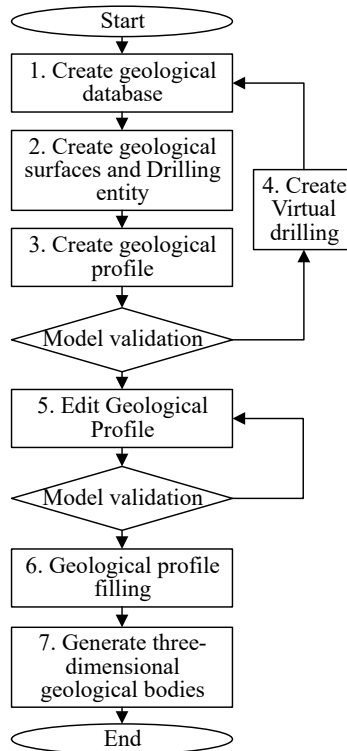 Start
1. Create geological
database
2. Create geological
surfaces and Drilling
entity
4. Create
Virtual
drilling
3. Create geological
profile
Model validation
5. Edit Geological
Profile
Model validation
6. Geological profile
filling
7. Generate three-
dimensional
geological bodies
End